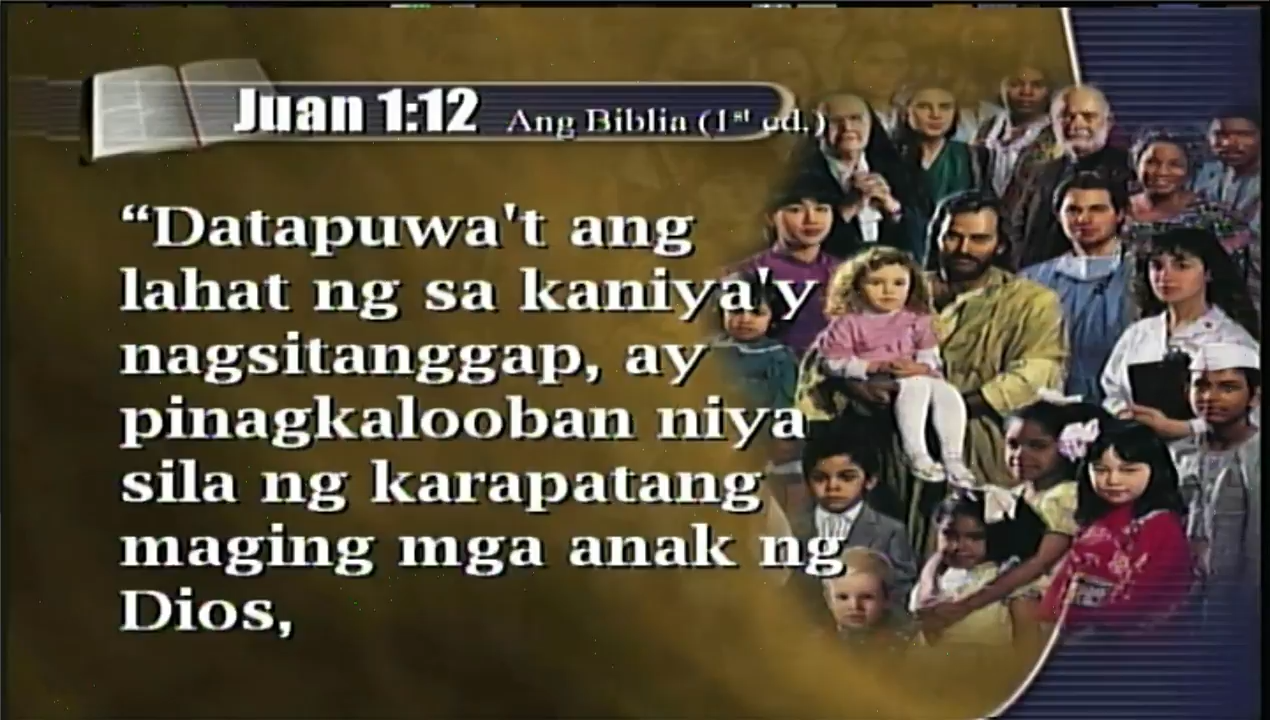 Juan 1:12 Ang Biblia (1st ed.)
“Datapuwa't ang
lahat ng sa kaniya'y
nagsitanggap, ay
pinagkalooban niya
sila ng karapatang
maging mga anak ng
Dios,